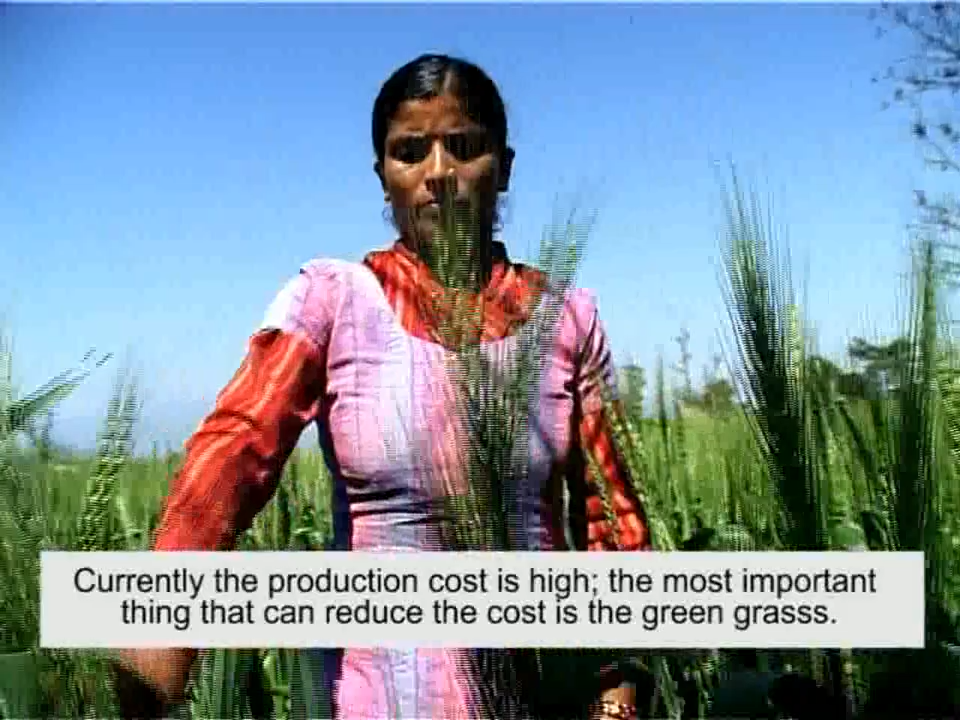 Currently the production cost is high; the most important
thing that can reduce the cost is the green grasss.